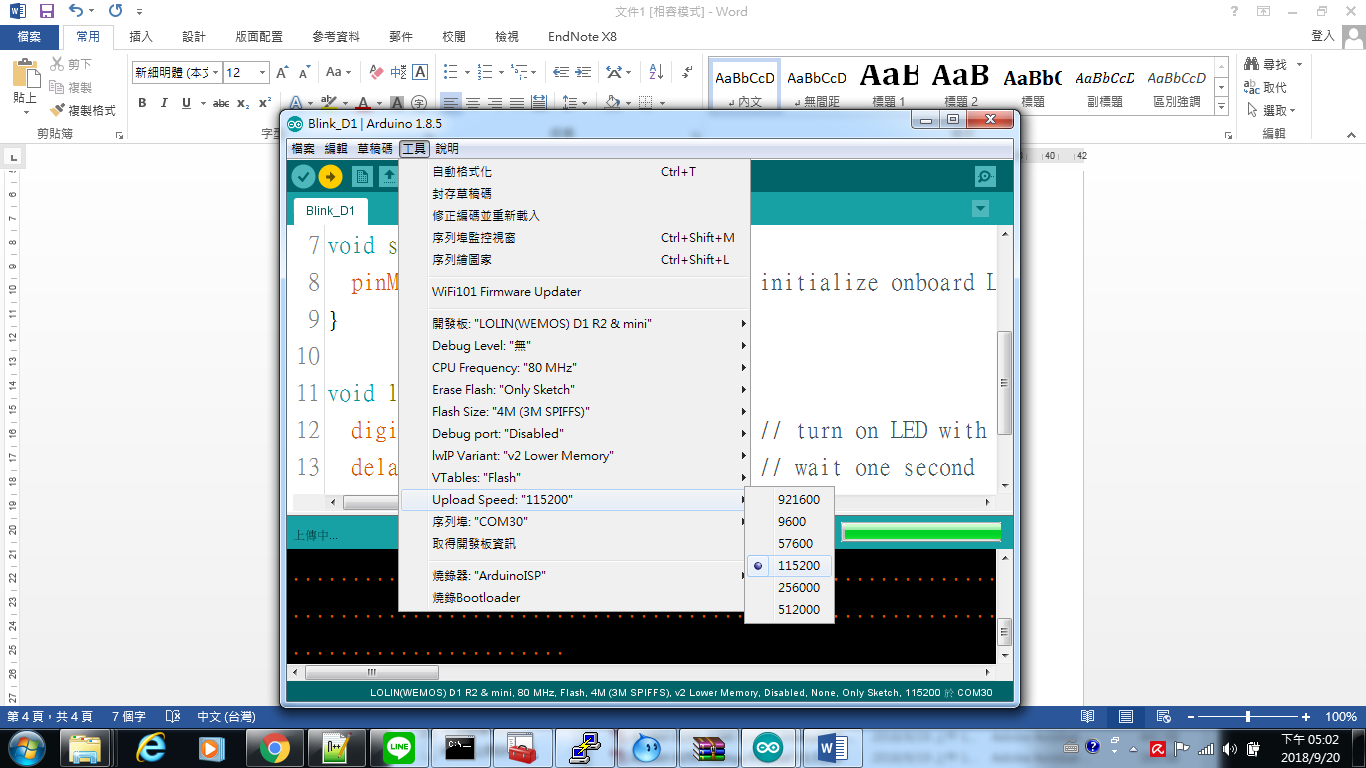 文件1 [相容模式] - Word
檔案 常用 插入 設計 版面配置 參考資料 郵件 校閱 檢視 EndNote X8 登入
貼上
剪下
複製
複製格式
剪貼簿
新細明體 (本文 12
B I U abc x₂ x²
AaBbCcD AaBbCcD AaBb AaBb AaBb( AaBbCcL AaBbCcD
內文 無間距 標題 1 標題 2 標題 副標題 區別強調
尋找
取代
選取
編輯
40 42
Blink_D1 | Arduino 1.8.5
檔案 編輯 草稿碼 工具 說明
Blink_D1
自動格式化 Ctrl+T
封存草稿碼
修正編碼並重新載入
序列埠監控視窗 Ctrl+Shift+M
序列繪圖家 Ctrl+Shift+L
WiFi101 Firmware Updater
開發板: "LOLIN(WEMOS) D1 R2 & mini"
Debug Level: "無"
CPU Frequency: "80 MHz"
Erase Flash: "Only Sketch"
Flash Size: "4M (3M SPIFFS)"
Debug port: "Disabled"
lwIP Variant: "v2 Lower Memory"
VTables: "Flash"
Upload Speed: "115200"
序列埠: "COM30"
取得開發板資訊
燒錄器: "ArduinoISP"
燒錄Bootloader
921600
9600
57600
115200
256000
512000
7 void s
8 pinM initialize onboard L
9 }
10
11 void l
12 digi // turn on LED with
13 dela // wait one second
上傳中...
LOLIN(WEMOS) D1 R2 & mini, 80 MHz, Flash, 4M (3M SPIFFS), v2 Lower Memory, Disabled, None, Only Sketch, 115200 於 COM30
第 4 頁，共 4 頁 7 個字 中文 (台灣) 100%
下午 05:02
2018/9/20